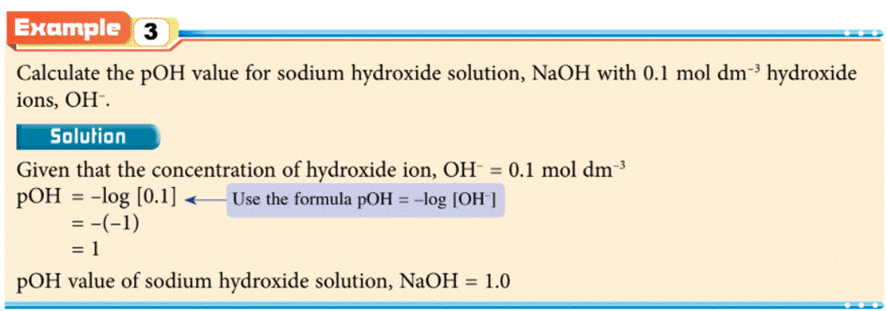 Example 3
Calculate the pOH value for sodium hydroxide solution, NaOH with 0.1 mol dm⁻³ hydroxide
ions, OH⁻.
Solution
Given that the concentration of hydroxide ion, OH⁻ = 0.1 mol dm⁻³
pOH = –log [0.1] Use the formula pOH = –log [OH⁻]
= –(–1)
= 1
pOH value of sodium hydroxide solution, NaOH = 1.0